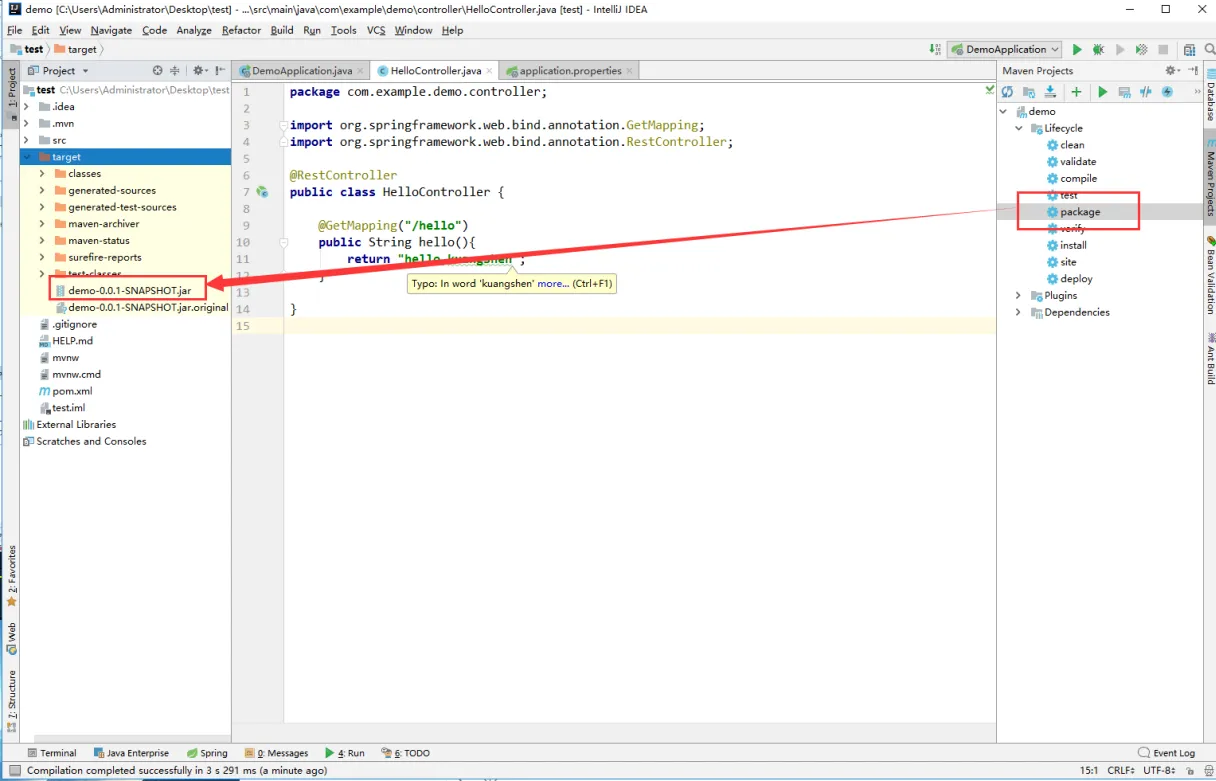 demo [C:\Users\Administrator\Desktop\test] - ...\src\main\java\com\example\demo\controller\HelloController.java [test] - IntelliJ IDEA
File Edit View Navigate Code Analyze Refactor Build Run Tools VCS Window Help
test target DemoApplication
1: Project
Project
test C:\Users\Administrator\Desktop\test
.idea
.mvn
src
target
classes
generated-sources
generated-test-sources
maven-archiver
maven-status
surefire-reports
test-classes
demo-0.0.1-SNAPSHOT.jar
demo-0.0.1-SNAPSHOT.jar.original
.gitignore
HELP.md
mvnw
mvnw.cmd
pom.xml
test.iml
External Libraries
Scratches and Consoles
DemoApplication.java HelloController.java application.properties
1 package com.example.demo.controller;
2
3 import org.springframework.web.bind.annotation.GetMapping;
4 import org.springframework.web.bind.annotation.RestController;
5
6 @RestController
7 public class HelloController {
8
9 @GetMapping("/hello")
10 public String hello(){
11 return "hello,kuangshen";
12 }
13
14 }
15
Typo: In word 'kuangshen' more... (Ctrl+F1)
Maven Projects
demo
Lifecycle
clean
validate
compile
test
package
verify
install
site
deploy
Plugins
Dependencies
Database
Maven Projects
Bean Validation
Ant Build
2: Favorites
Web
7: Structure
Terminal Java Enterprise Spring 0: Messages 4: Run 6: TODO Event Log
Compilation completed successfully in 3 s 291 ms (a minute ago) 15:1 CRLF UTF-8